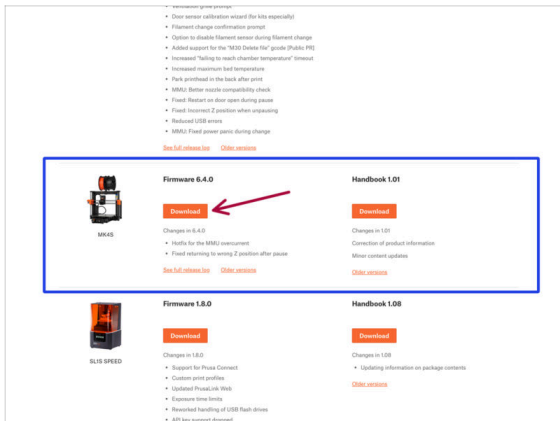 • Door sensor calibration wizard (for kits especially)
• Filament change confirmation prompt
• Option to disable filament sensor during filament change
• Added support for the "M30 Delete file" gcode [Public PR]
• Increased "failing to reach chamber temperature" timeout
• Increased maximum bed temperature
• Park printhead in the back after print
• MMU: Better nozzle compatibility check
• Fixed: Restart on door open during pause
• Fixed: Incorrect Z position when unpausing
• Reduced USB errors
• MMU: Fixed power panic during change
See full release log Older versions
MK4S
Firmware 6.4.0
Download
Changes in 6.4.0
• Hotfix for the MMU overcurrent
• Fixed returning to wrong Z position after pause
See full release log Older versions
Handbook 1.01
Download
Changes in 1.01
Correction of product information
Minor content updates
Older versions
SL1S SPEED
Firmware 1.8.0
Download
Changes in 1.8.0
• Support for Prusa Connect
• Custom print profiles
• Updated PrusaLink Web
• Exposure time limits
• Reworked handling of USB flash drives
• API key support dropped
Handbook 1.08
Download
Changes in 1.08
• Updating information on package contents
Older versions